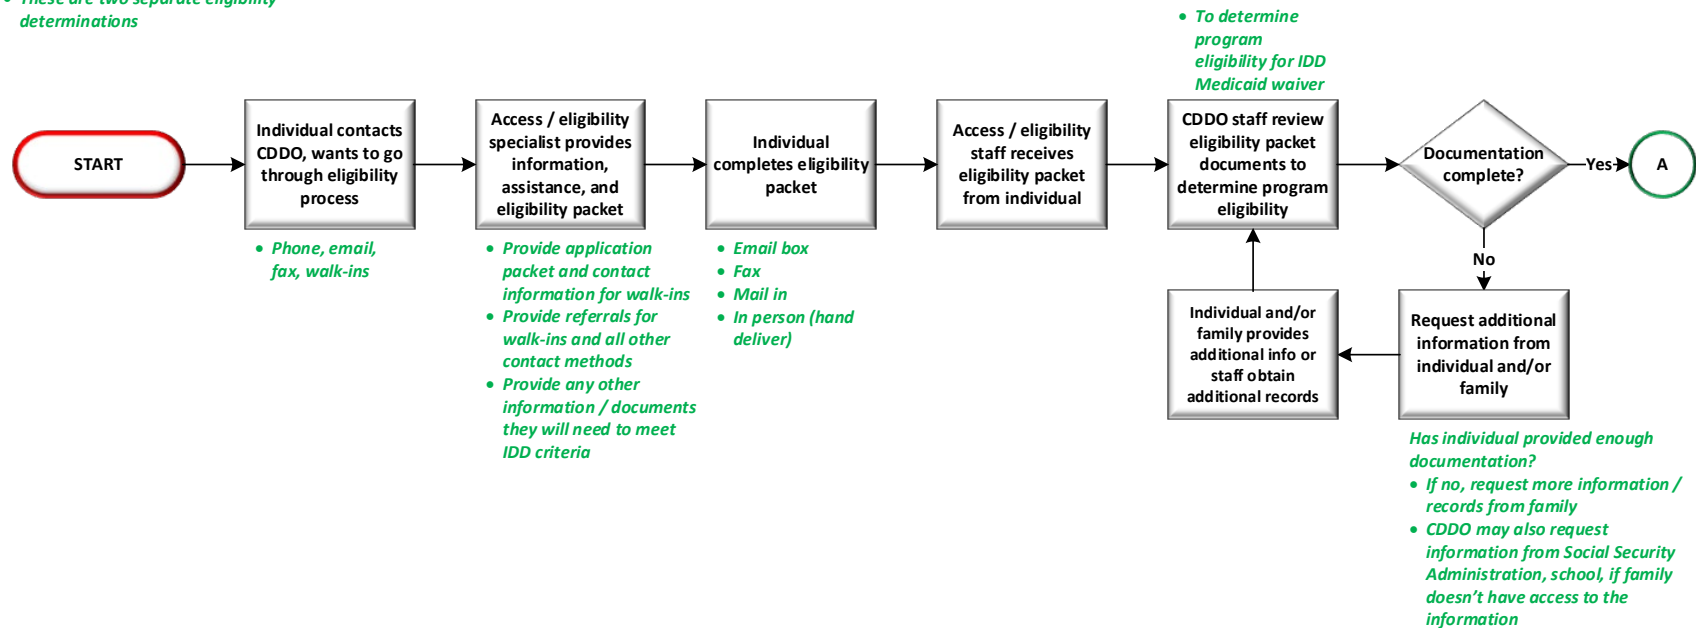 • These are two separate eligibility
determinations
• To determine
program
eligibility for IDD
Medicaid waiver
START
Individual contacts
CDDO, wants to go
through eligibility
process
Access / eligibility
specialist provides
information,
assistance, and
eligibility packet
Individual
completes eligibility
packet
Access / eligibility
staff receives
eligibility packet
from individual
CDDO staff review
eligibility packet
documents to
determine program
eligibility
Documentation
complete?
Yes
A
• Phone, email,
fax, walk-ins
• Provide application
packet and contact
information for walk-ins
• Provide referrals for
walk-ins and all other
contact methods
• Provide any other
information / documents
they will need to meet
IDD criteria
• Email box
• Fax
• Mail in
• In person (hand
deliver)
No
Individual and/or
family provides
additional info or
staff obtain
additional records
Request additional
information from
individual and/or
family
Has individual provided enough
documentation?
• If no, request more information /
records from family
• CDDO may also request
information from Social Security
Administration, school, if family
doesn't have access to the
information